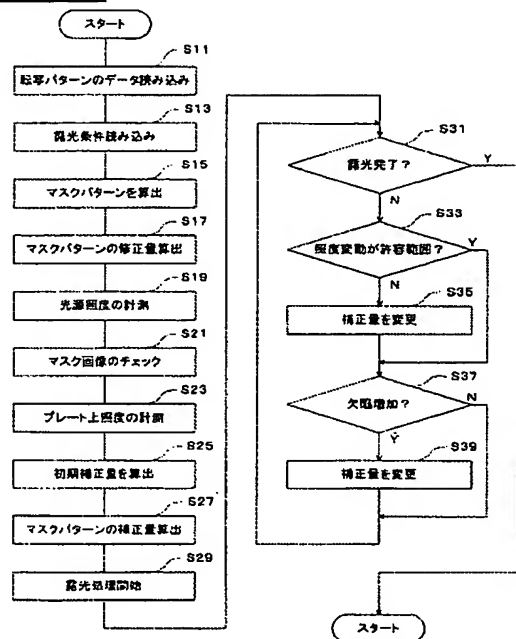 スタート
S11
転写パターンのデータ読み込み
S13
露光条件読み込み
S15
マスクパターンを算出
S17
マスクパターンの修正量算出
S19
光源照度の計測
S21
マスク画像のチェック
S23
プレート上照度の計測
S25
初期補正量を算出
S27
マスクパターンの補正量算出
S29
露光処理開始
S31
露光完了?
Y
N
S33
照度変動が許容範囲?
Y
N
S35
補正量を変更
S37
欠陥増加?
N
Y
S39
補正量を変更
スタート